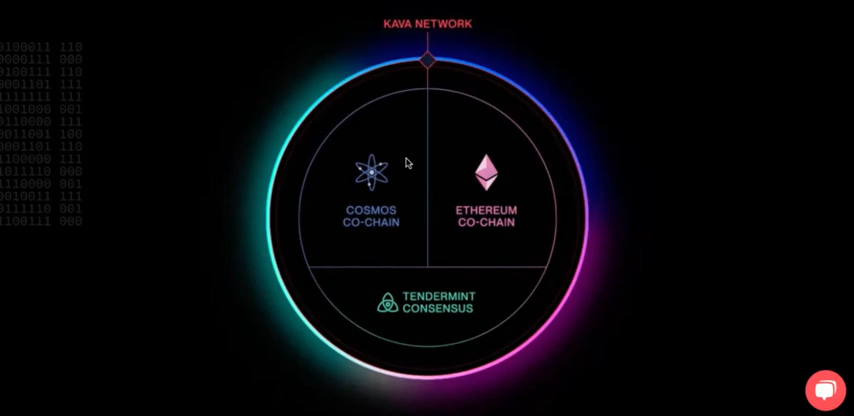 KAVA NETWORK
0100011 110
0000111 000
0100111 110
0001101 111
1111111 111
1001000 001
0110000 111
0011001 100
0001101 110
1100000 111
1011110 000
1110000 001
0010011 111
0111110 001
1100111 000
COSMOS
CO-CHAIN
ETHEREUM
CO-CHAIN
TENDERMINT
CONSENSUS